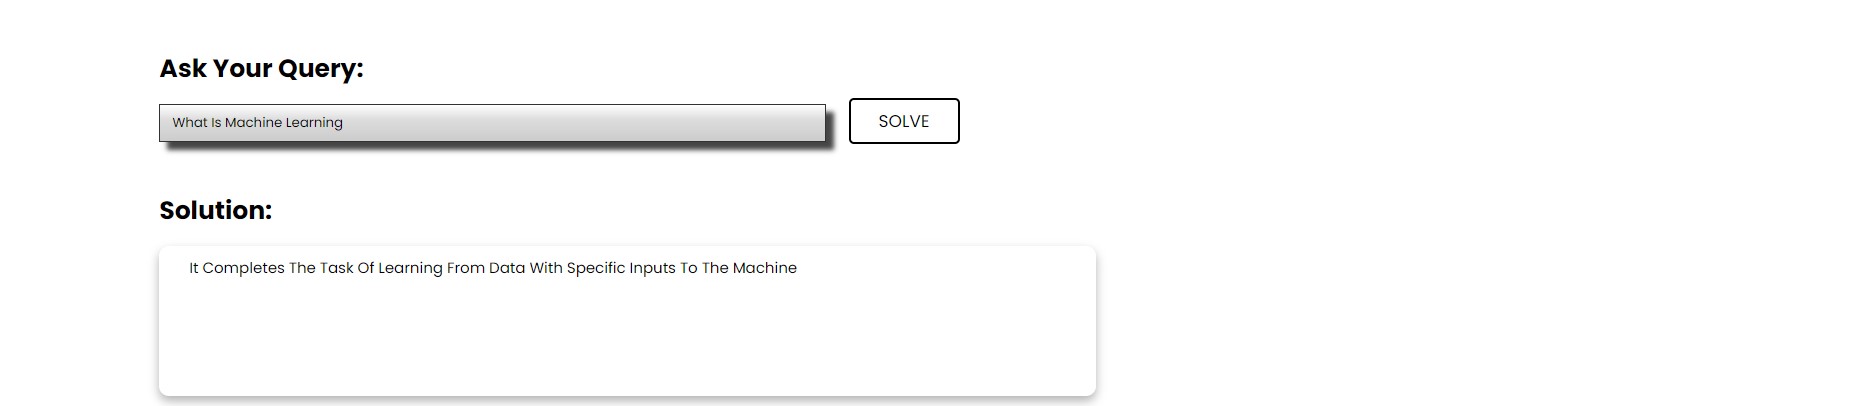 Ask Your Query:
What Is Machine Learning
SOLVE
Solution:
It Completes The Task Of Learning From Data With Specific Inputs To The Machine